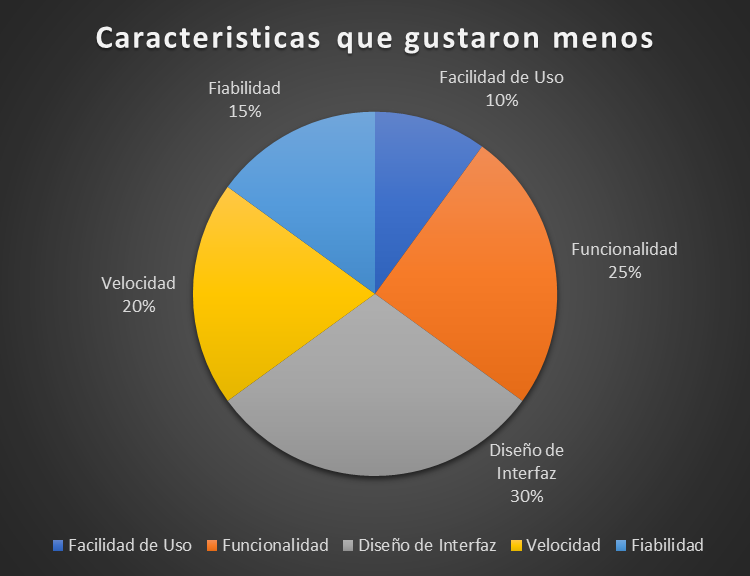 Caracteristicas que gustaron menos
Facilidad de Uso
10%
Funcionalidad
25%
Diseño de
Interfaz
30%
Velocidad
20%
Fiabilidad
15%
Facilidad de Uso Funcionalidad Diseño de Interfaz Velocidad Fiabilidad